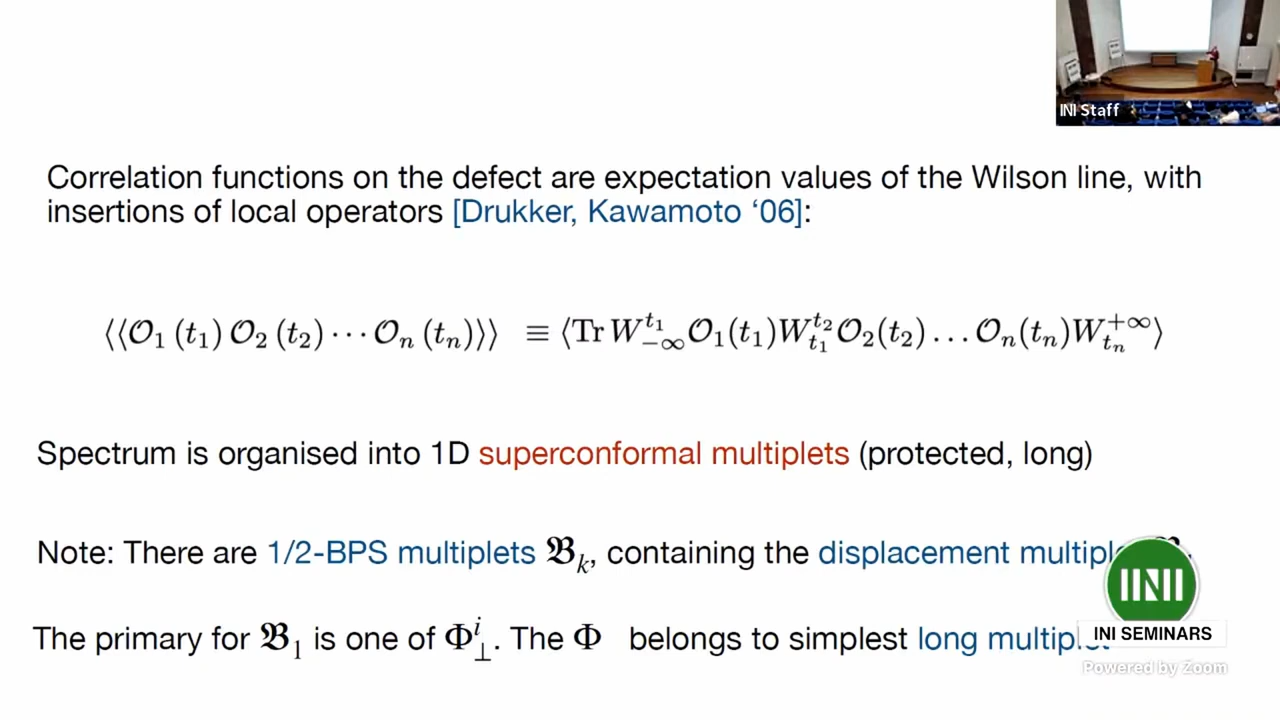 INI Staff
Correlation functions on the defect are expectation values of the Wilson line, with
insertions of local operators [Drukker, Kawamoto ‘06]:
⟨⟨𝒪₁ (t₁) 𝒪₂ (t₂) ⋯ 𝒪ₙ (tₙ)⟩⟩ ≡ ⟨Tr W_{-∞}^{t₁} 𝒪₁(t₁) W_{t₁}^{t₂} 𝒪₂(t₂) … 𝒪ₙ(tₙ) W_{tₙ}^{+∞}⟩
Spectrum is organised into 1D superconformal multiplets (protected, long)
Note: There are 1/2-BPS multiplets 𝔅ₖ, containing the displacement
The primary for 𝔅₁ is one of Φ_⊥^i. The Φ belongs to simplest long
INI SEMINARS
Powered by Zoom